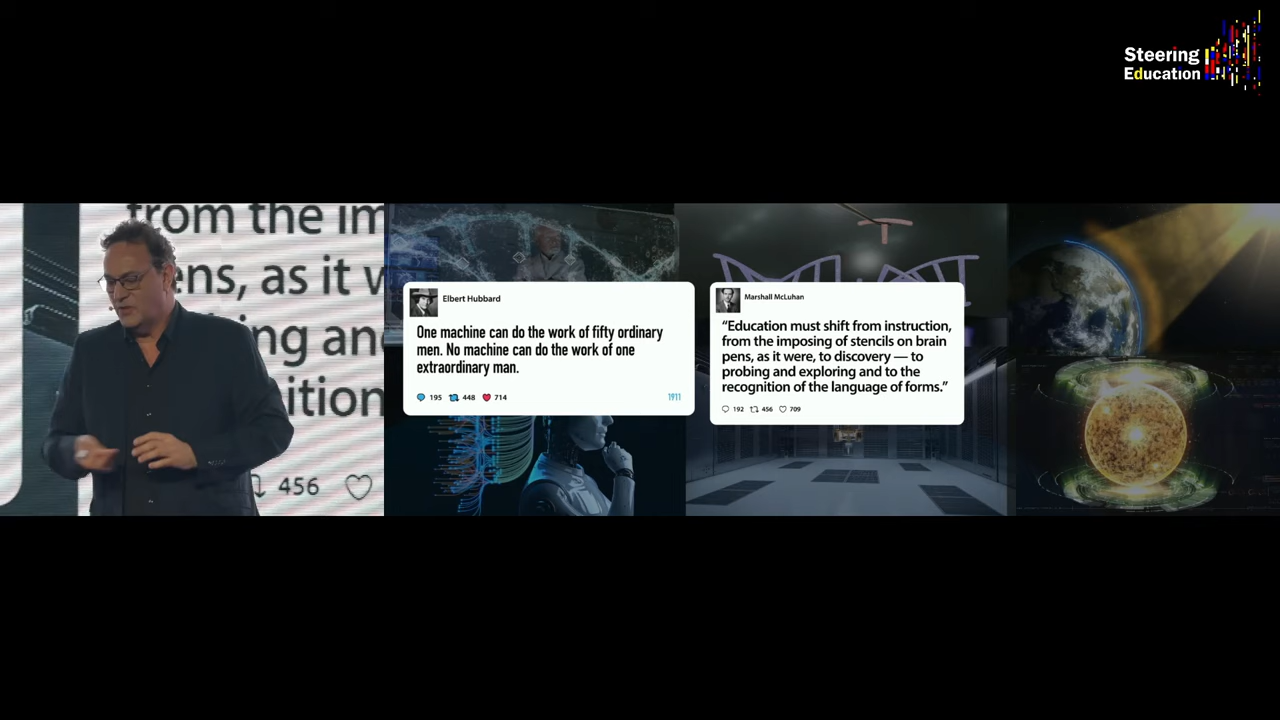 Steering
Education
from the im
ens, as it w
ing and
ition
456
Elbert Hubbard
One machine can do the work of fifty ordinary
men. No machine can do the work of one
extraordinary man.
195 448 714 1911
Marshall McLuhan
“Education must shift from instruction,
from the imposing of stencils on brain
pens, as it were, to discovery — to
probing and exploring and to the
recognition of the language of forms.”
192 456 709